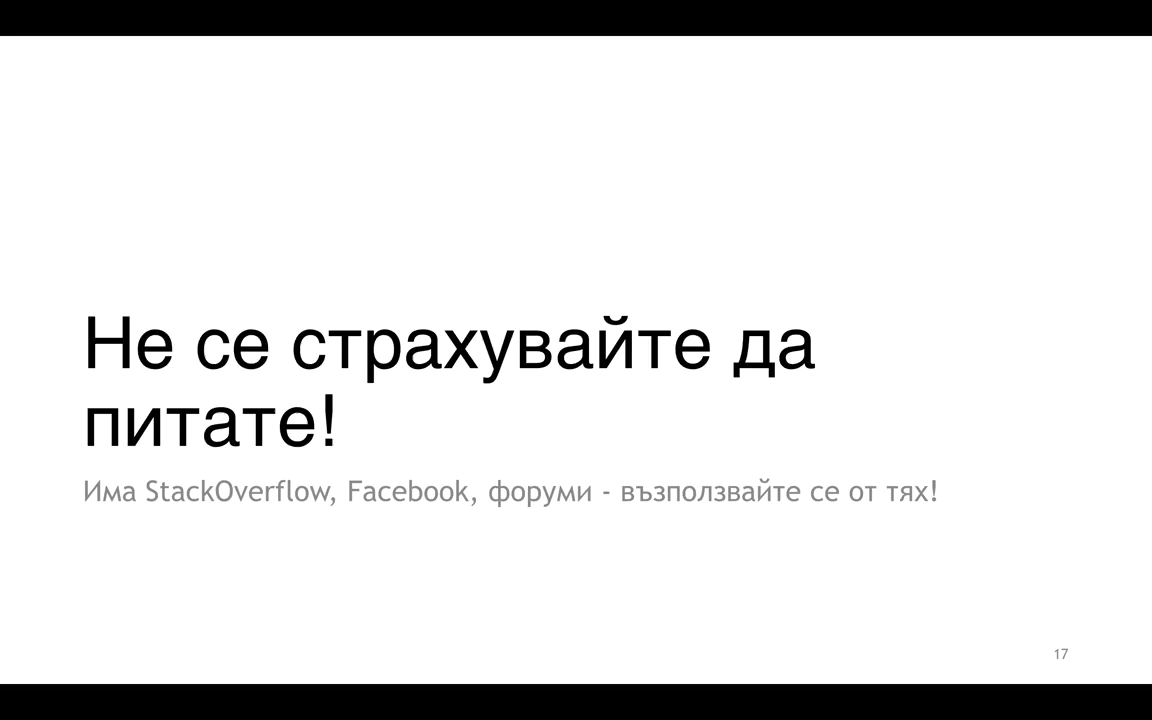 Не се страхувайте да
питате!
Има StackOverflow, Facebook, форуми - възползвайте се от тях!
17